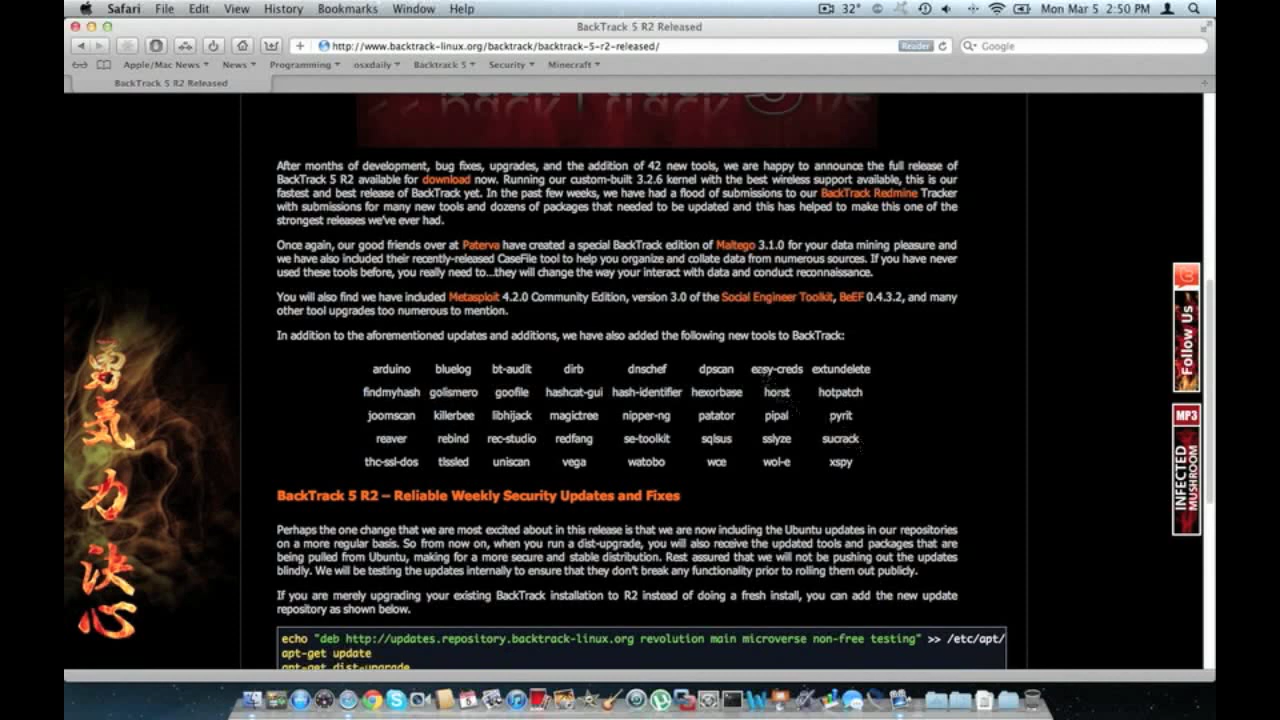 Safari File Edit View History Bookmarks Window Help
32° Mon Mar 5 2:50 PM
BackTrack 5 R2 Released
http://www.backtrack-linux.org/backtrack/backtrack-5-r2-released/ Reader Google
Apple/Mac News News Programming osxdaily Backtrack 5 Security Minecraft
BackTrack 5 R2 Released
After months of development, bug fixes, upgrades, and the addition of 42 new tools, we are happy to announce the full release of
BackTrack 5 R2 available for download now. Running our custom-built 3.2.6 kernel with the best wireless support available, this is our
fastest and best release of BackTrack yet. In the past few weeks, we have had a flood of submissions to our BackTrack Redmine Tracker
with submissions for many new tools and dozens of packages that needed to be updated and this has helped to make this one of the
strongest releases we've ever had.
Once again, our good friends over at Paterva have created a special BackTrack edition of Maltego 3.1.0 for your data mining pleasure and
we have also included their recently-released CaseFile tool to help you organize and collate data from numerous sources. If you have never
used these tools before, you really need to…they will change the way your interact with data and conduct reconnaissance.
You will also find we have included Metasploit 4.2.0 Community Edition, version 3.0 of the Social Engineer Toolkit, BeEF 0.4.3.2, and many
other tool upgrades too numerous to mention.
In addition to the aforementioned updates and additions, we have also added the following new tools to BackTrack:
arduino bluelog bt-audit dirb dnschef dpscan easy-creds extundelete
findmyhash golismero goofile hashcat-gui hash-identifier hexorbase horst hotpatch
joomscan killerbee libhijack magictree nipper-ng patator pipal pyrit
reaver rebind rec-studio redfang se-toolkit sqlsus sslyze sucrack
thc-ssl-dos tlssled uniscan vega watobo wce wol-e xspy
BackTrack 5 R2 – Reliable Weekly Security Updates and Fixes
Perhaps the one change that we are most excited about in this release is that we are now including the Ubuntu updates in our repositories
on a more regular basis. So from now on, when you run a dist-upgrade, you will also receive the updated tools and packages that are
being pulled from Ubuntu, making for a more secure and stable distribution. Rest assured that we will not be pushing out the updates
blindly. We will be testing the updates internally to ensure that they don't break any functionality prior to rolling them out publicly.
If you are merely upgrading your existing BackTrack installation to R2 instead of doing a fresh install, you can add the new update
repository as shown below.
echo "deb http://updates.repository.backtrack-linux.org revolution main microverse non-free testing" >> /etc/apt/
apt-get update
apt-get dist-upgrade
勇
気
力
決
心
Follow Us
MP3
INFECTED
MUSHROOM